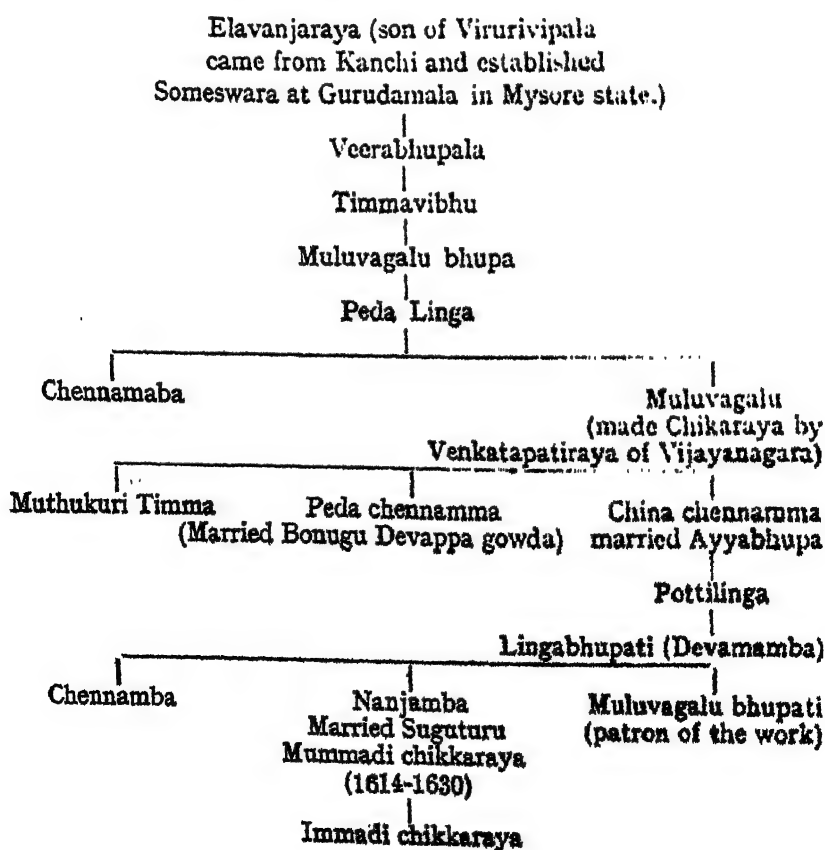 Elavanjaraya (son of Virurivipala
came from Kanchi and established
Someswara at Gurudamala in Mysore state.)
Veerabhupala
Timmavibhu
Muluvagalu bhupa
Peda Linga
Chennamaba
Muluvagalu
(made Chikaraya by
Venkatapatiraya of Vijayanagara)
Muthukuri Timma
Peda chennamma
(Married Bonugu Devappa gowda)
China chennamma
married Ayyabhupa
Pottilinga
Lingabhupati (Devamamba)
Chennamba
Nanjamba
Married Suguturu
Mummadi chikkaraya
(1614-1630)
Muluvagalu bhupati
(patron of the work)
Immadi chikkaraya